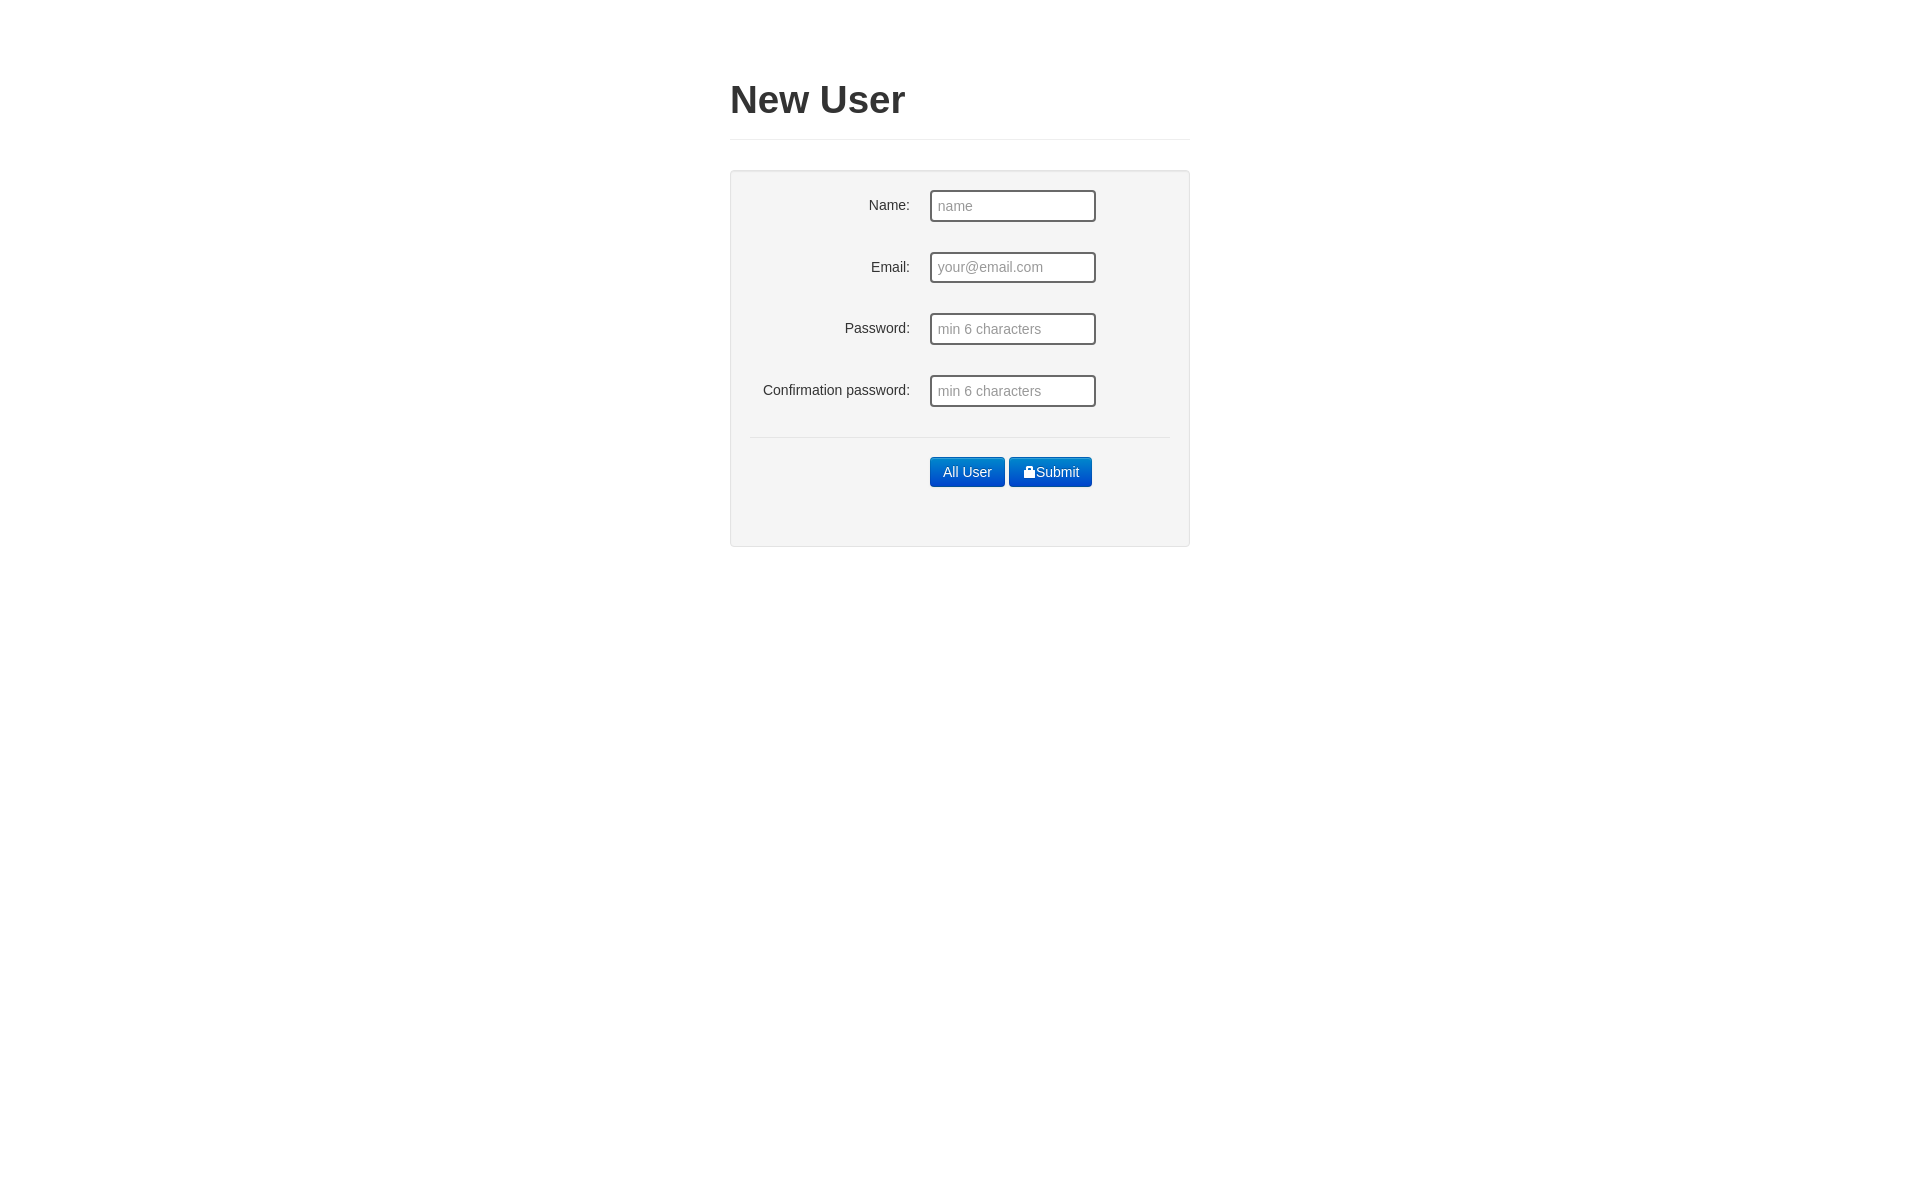 New User
Name: name
Email: your@email.com
Password: min 6 characters
Confirmation password: min 6 characters
All User Submit